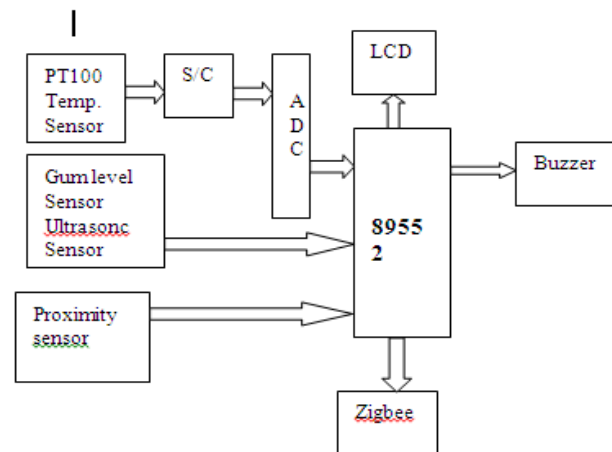 PT100
Temp.
Sensor
S/C
A
D
C
LCD
Gum level
Sensor
Ultrasonc
Sensor
8955
2
Buzzer
Proximity
sensor
Zigbee